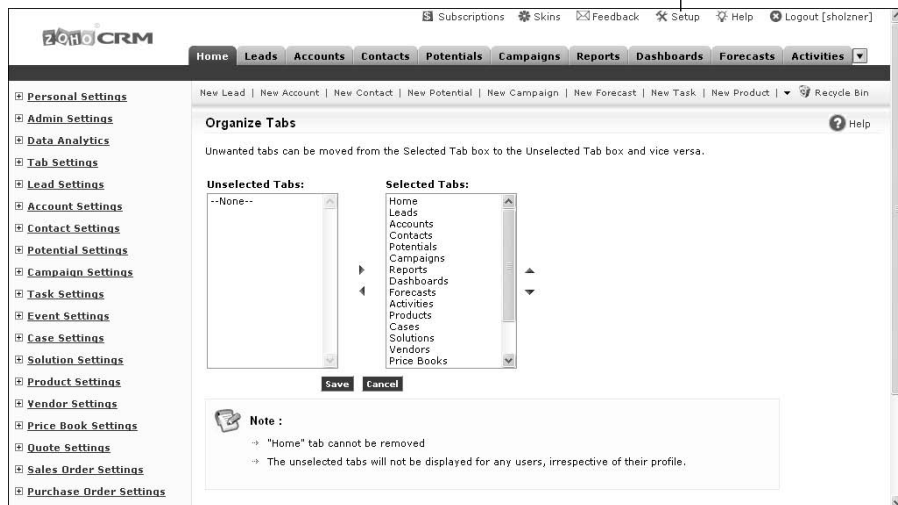 Subscriptions Skins Feedback Setup Help Logout [sholzner]
ZOHO CRM
Home Leads Accounts Contacts Potentials Campaigns Reports Dashboards Forecasts Activities
New Lead | New Account | New Contact | New Potential | New Campaign | New Forecast | New Task | New Product | Recycle Bin
Personal Settings
Admin Settings
Data Analytics
Tab Settings
Lead Settings
Account Settings
Contact Settings
Potential Settings
Campaign Settings
Task Settings
Event Settings
Case Settings
Solution Settings
Product Settings
Vendor Settings
Price Book Settings
Quote Settings
Sales Order Settings
Purchase Order Settings
Organize Tabs
Help
Unwanted tabs can be moved from the Selected Tab box to the Unselected Tab box and vice versa.
Unselected Tabs:
--None--
Selected Tabs:
Home
Leads
Accounts
Contacts
Potentials
Campaigns
Reports
Dashboards
Forecasts
Activities
Products
Cases
Solutions
Vendors
Price Books
Save Cancel
Note :
"Home" tab cannot be removed
The unselected tabs will not be displayed for any users, irrespective of their profile.